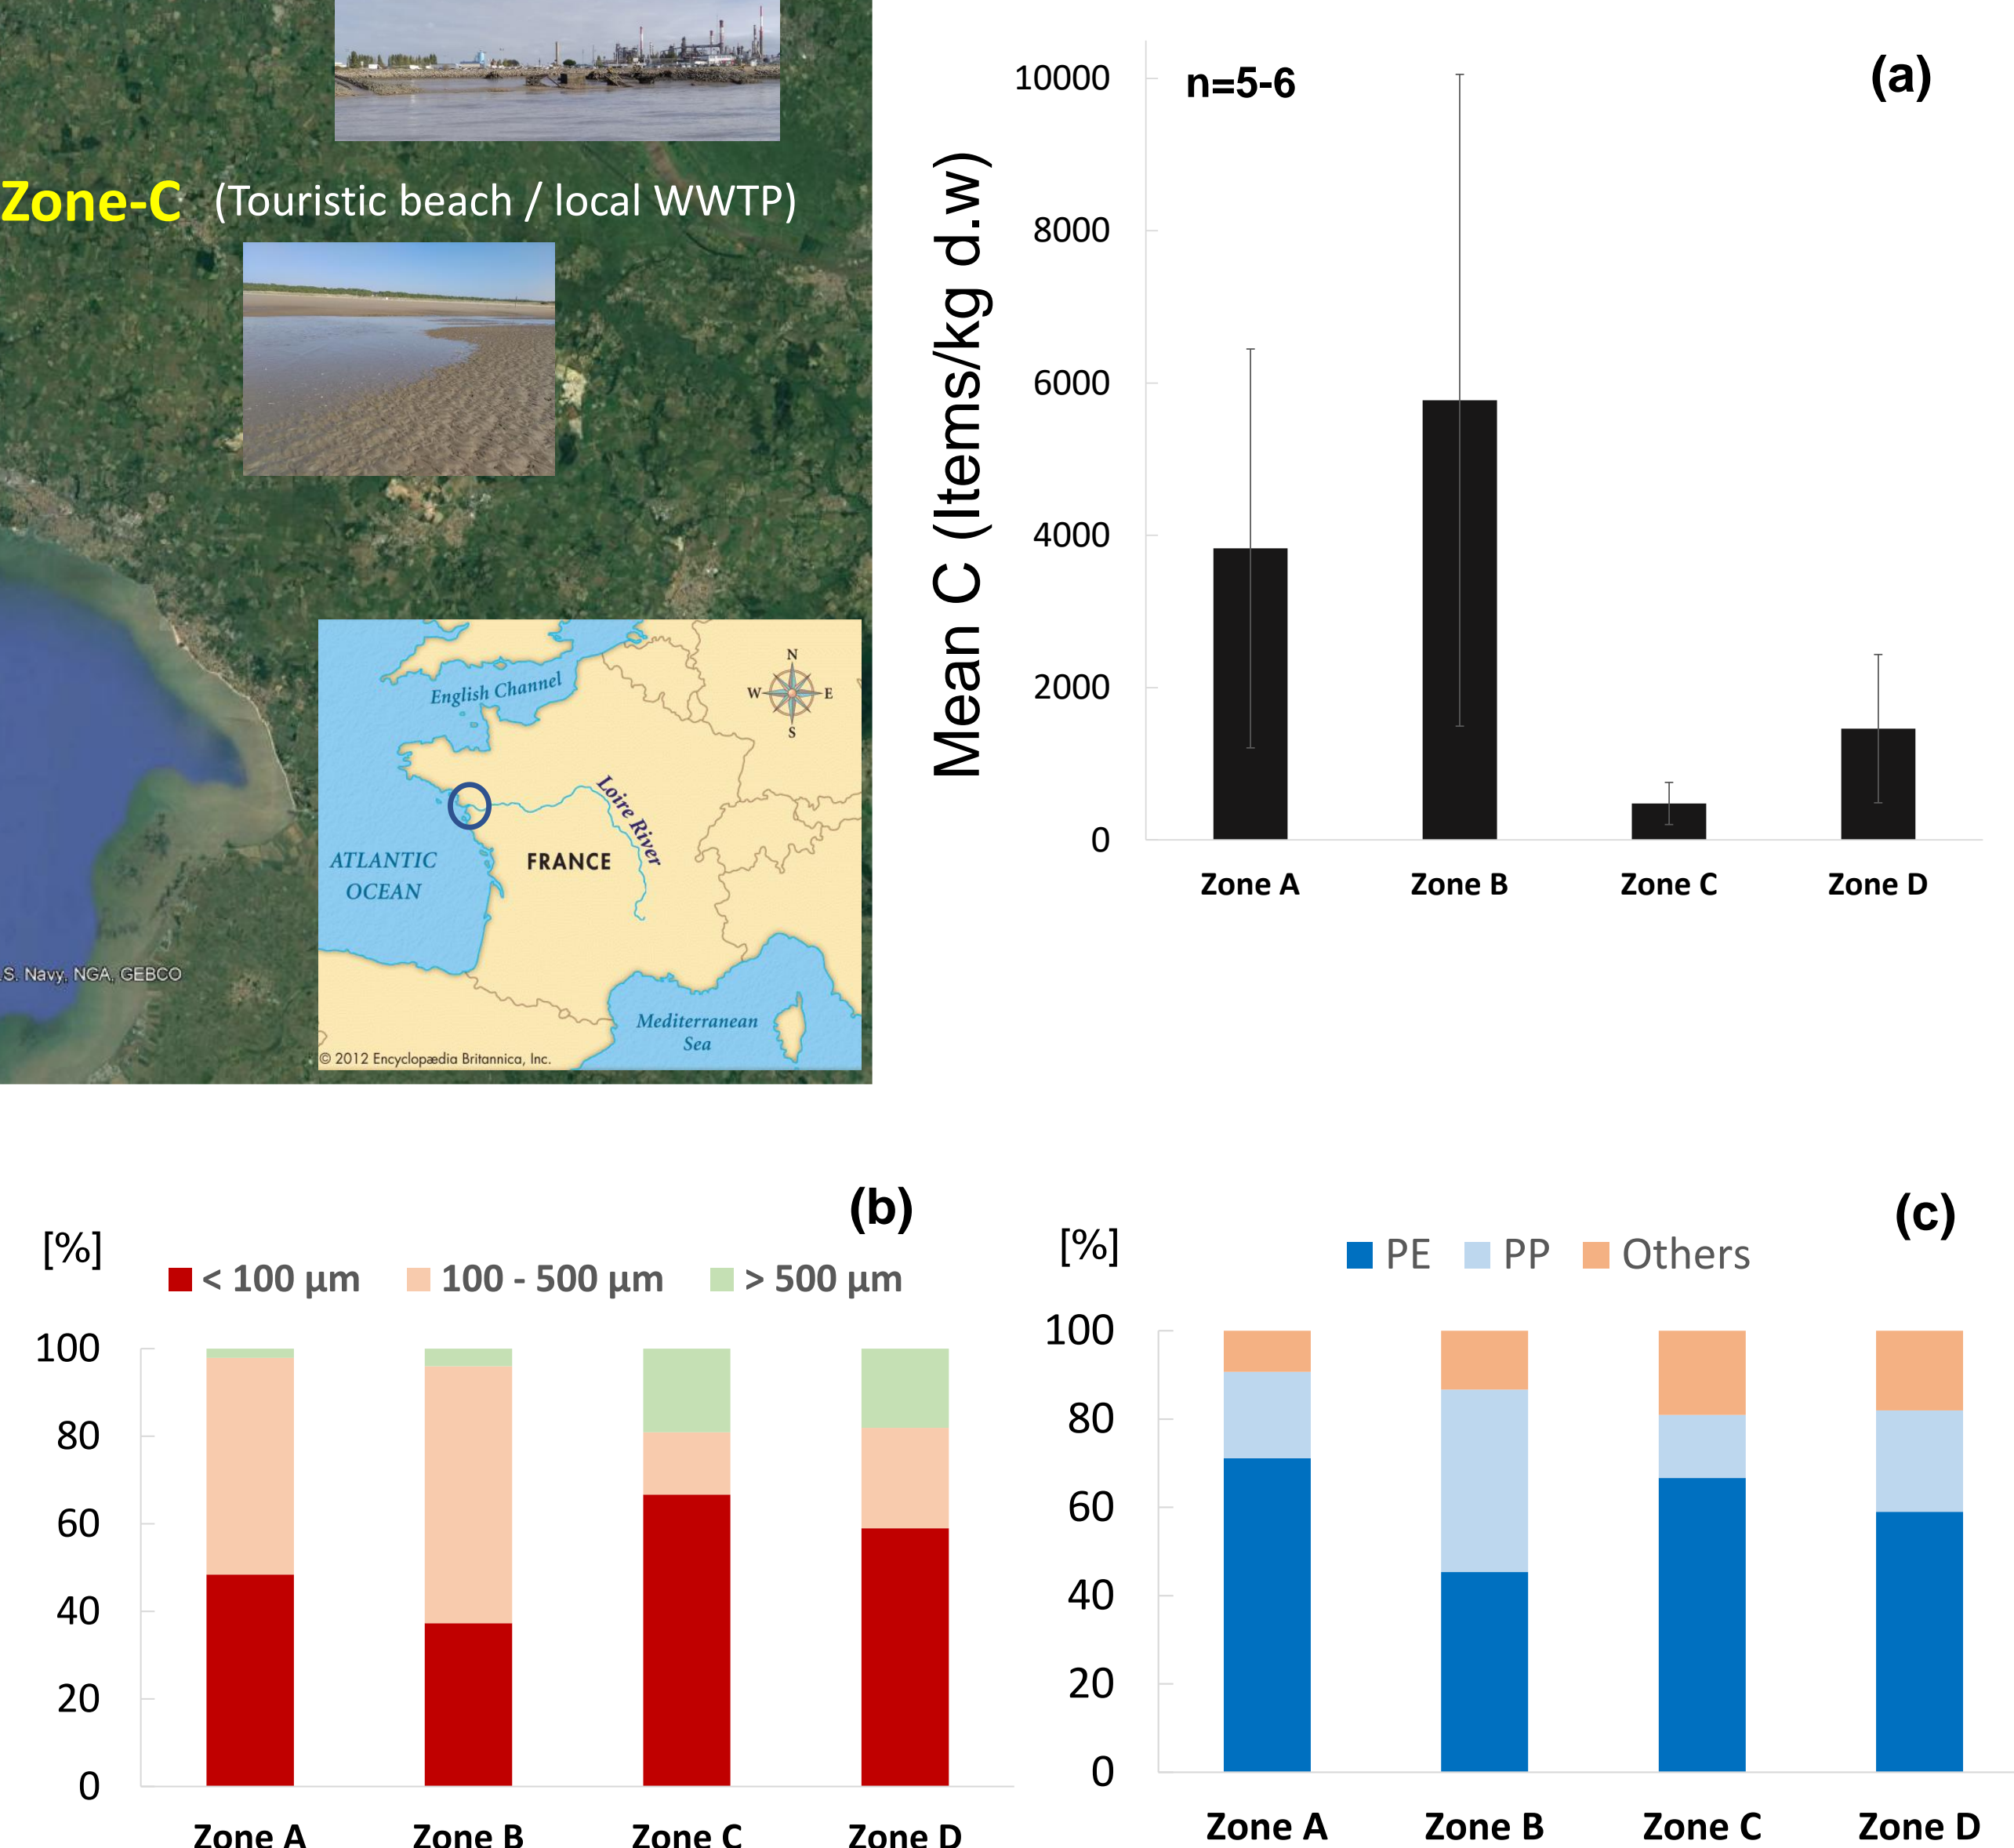 Zone-C (Touristic beach / local WWTP)
S. Navy, NGA, GEBCO
English Channel
N
W E
S
Loire River
ATLANTIC
OCEAN
FRANCE
Mediterranean
Sea
© 2012 Encyclopædia Britannica, Inc.
(a)
n=5-6
Mean C (Items/kg d.w)
10000
8000
6000
4000
2000
0
Zone A Zone B Zone C Zone D
(b)
[%]
< 100 µm 100 - 500 µm > 500 µm
100
80
60
40
20
0
Zone A Zone B Zone C Zone D
(c)
[%]
PE PP Others
100
80
60
40
20
0
Zone A Zone B Zone C Zone D